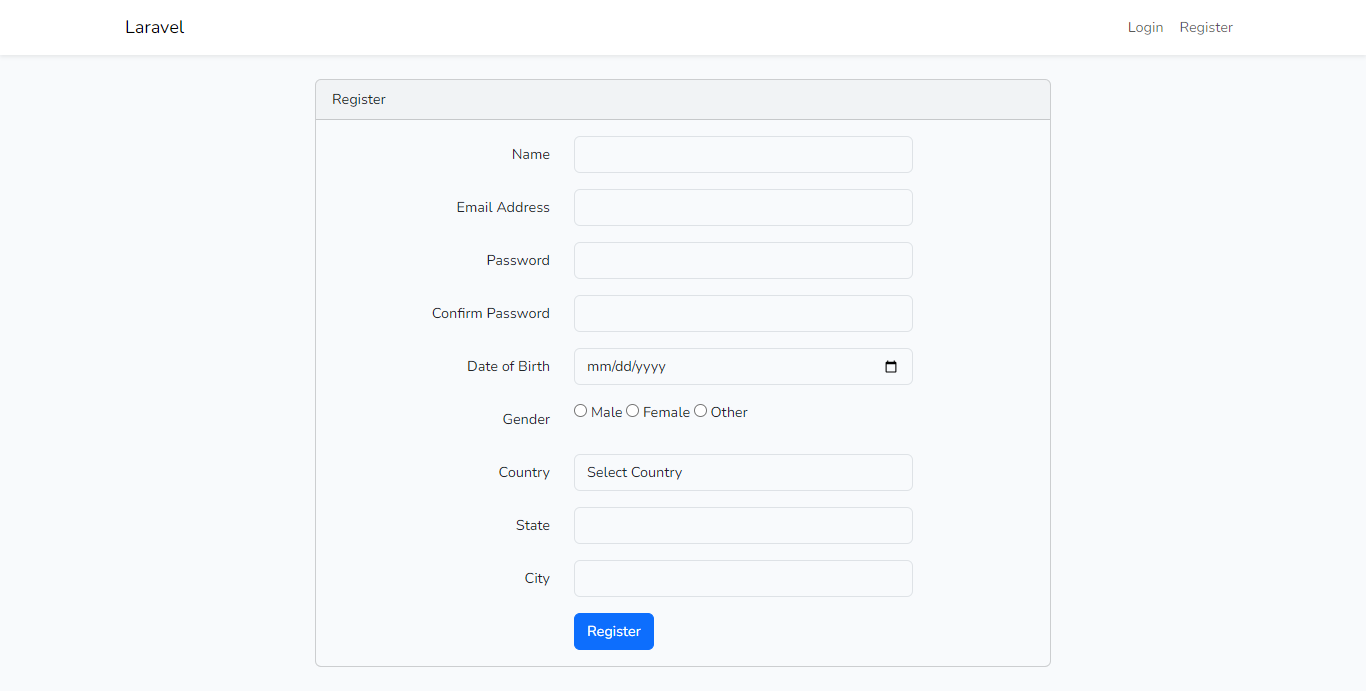 Laravel
Login Register
Register
Name
Email Address
Password
Confirm Password
Date of Birth mm/dd/yyyy
Gender Male Female Other
Country Select Country
State
City
Register